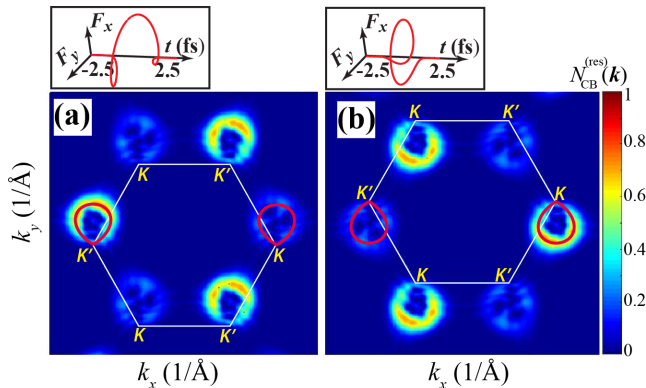 F_x F_y t (fs) -2.5 2.5
F_x F_y t (fs) -2.5 2.5
N_CB^(res)(k)
(a) K K' K' K K K'
(b) K K' K' K K K'
1
0.8
0.6
0.4
0.2
0
k_y (1/Å)
k_x (1/Å) k_x (1/Å)